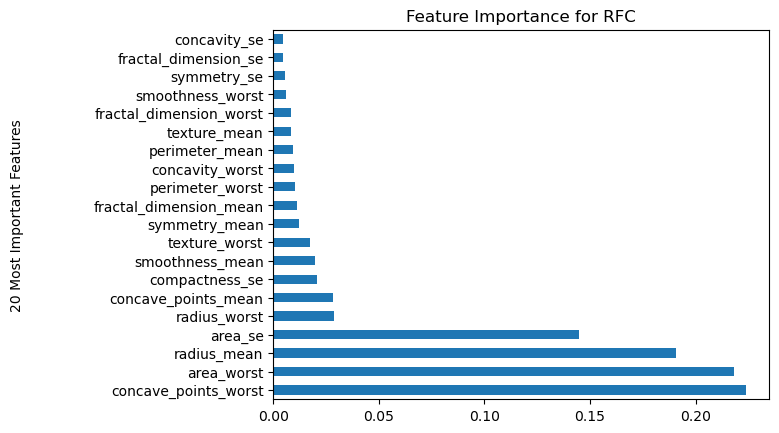 Feature Importance for RFC
20 Most Important Features
concavity_se
fractal_dimension_se
symmetry_se
smoothness_worst
fractal_dimension_worst
texture_mean
perimeter_mean
concavity_worst
perimeter_worst
fractal_dimension_mean
symmetry_mean
texture_worst
smoothness_mean
compactness_se
concave_points_mean
radius_worst
area_se
radius_mean
area_worst
concave_points_worst
0.00 0.05 0.10 0.15 0.20